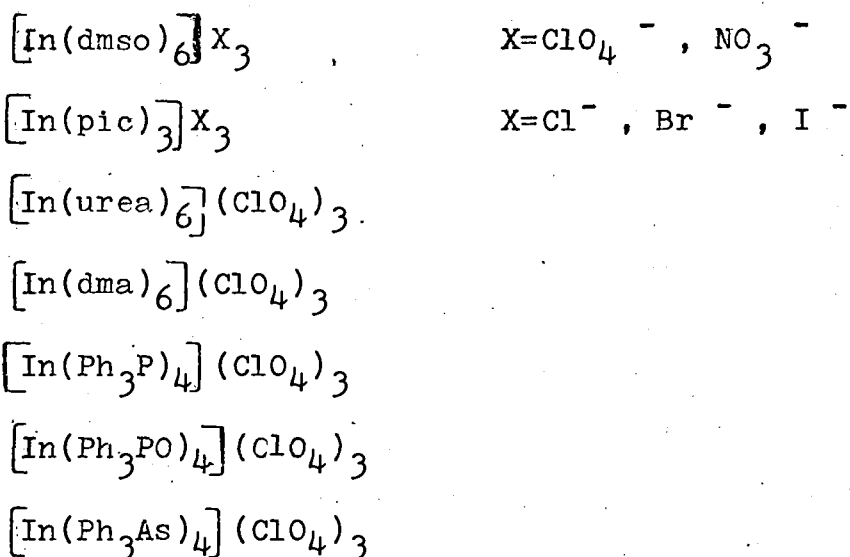 [In(dmso)6]X3 , X=ClO4 - , NO3 -
[In(pic)3]X3 X=Cl- , Br - , I -
[In(urea)6](ClO4)3.
[In(dma)6](ClO4)3
[In(Ph3P)4](ClO4)3
[In(Ph3PO)4](ClO4)3
[In(Ph3As)4](ClO4)3